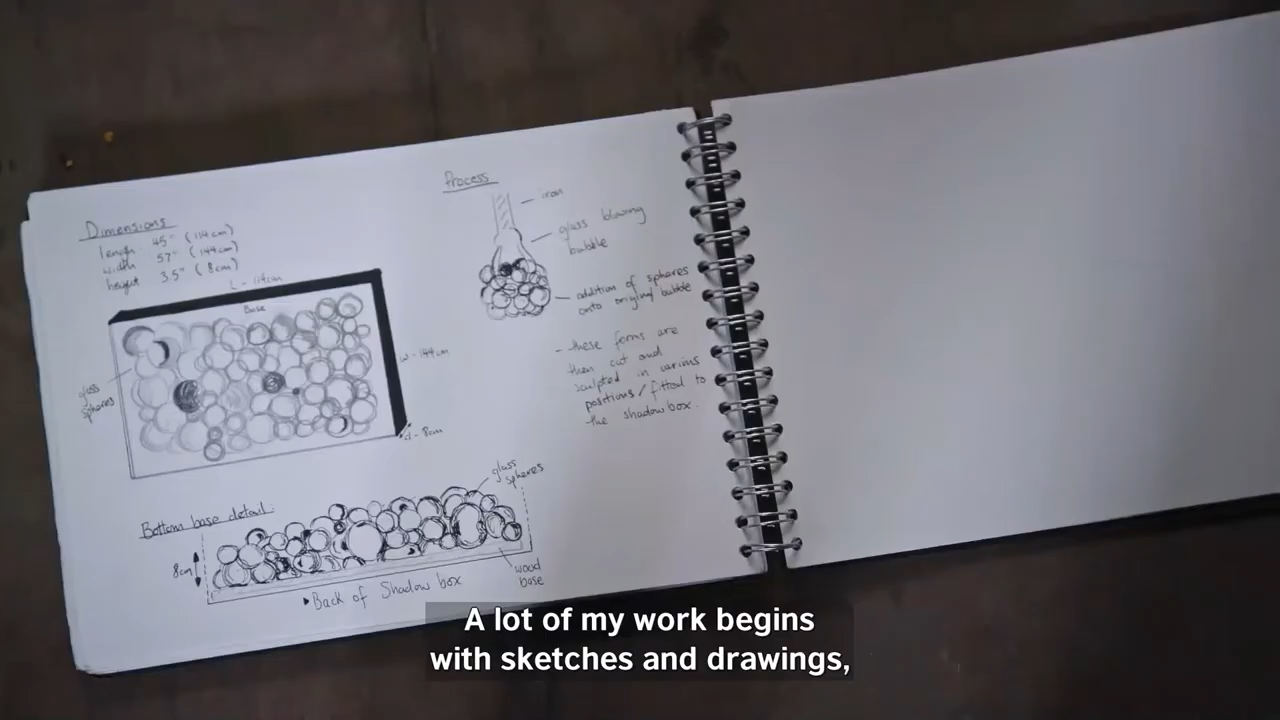 Dimensions
length 45" (114cm)
width 57" (144cm)
height 3.5" (8cm)
L - 114cm
Base
glass
spheres
w - 144cm
d - 8cm
Process
iron
glass blowing
bubble
addition of spheres
onto original bubble
- these forms are
then cut and
sculpted in various
positions / fitted to
the shadow box.
Bottom base detail:
glass
spheres
8cm
wood
base
Back of Shadow box
A lot of my work begins
with sketches and drawings,